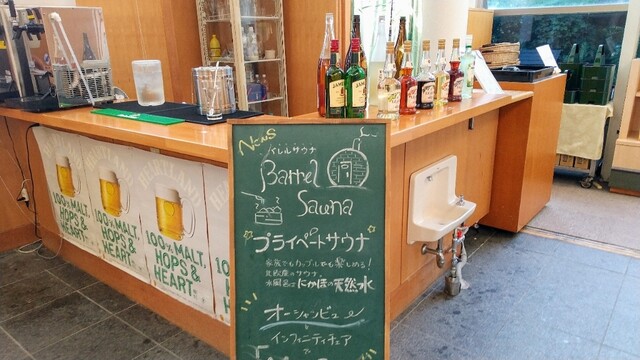 News
バレルサウナ
Barrel
Sauna
プライベートサウナ
家族でもカップルでも楽しめる!
北欧産のサウナ。
水風呂はにかほの天然水
オーシャンビュー
インフィニティチェア
100% MALT,
HOPS &
HEART.
100% MALT,
HOPS &
HEART.
HEARTLAND
100% MALT,
HOPS &
HEART.